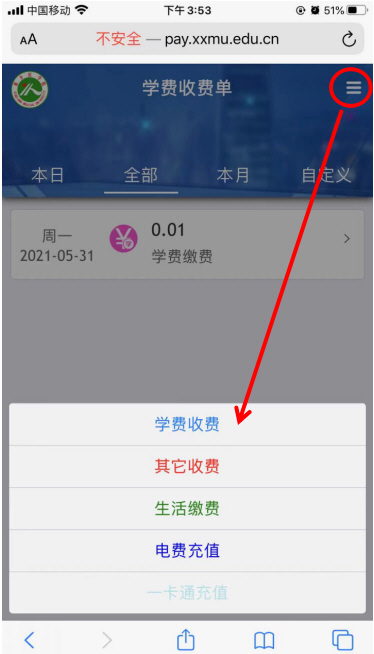 中国移动 下午3:53 51%
AA 不安全 — pay.xxmu.edu.cn
学费收费单
本日 全部 本月 自定义
周一 0.01
2021-05-31 学费缴费
学费收费
其它收费
生活缴费
电费充值
一卡通充值